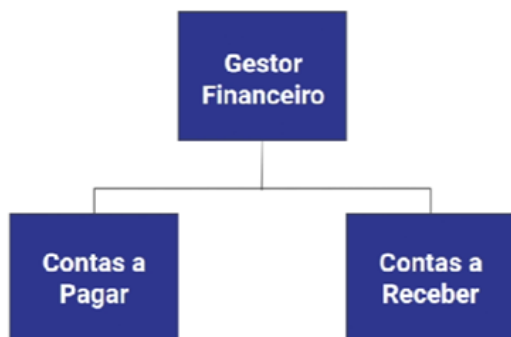 Gestor
Financeiro
Contas a
Pagar
Contas a
Receber